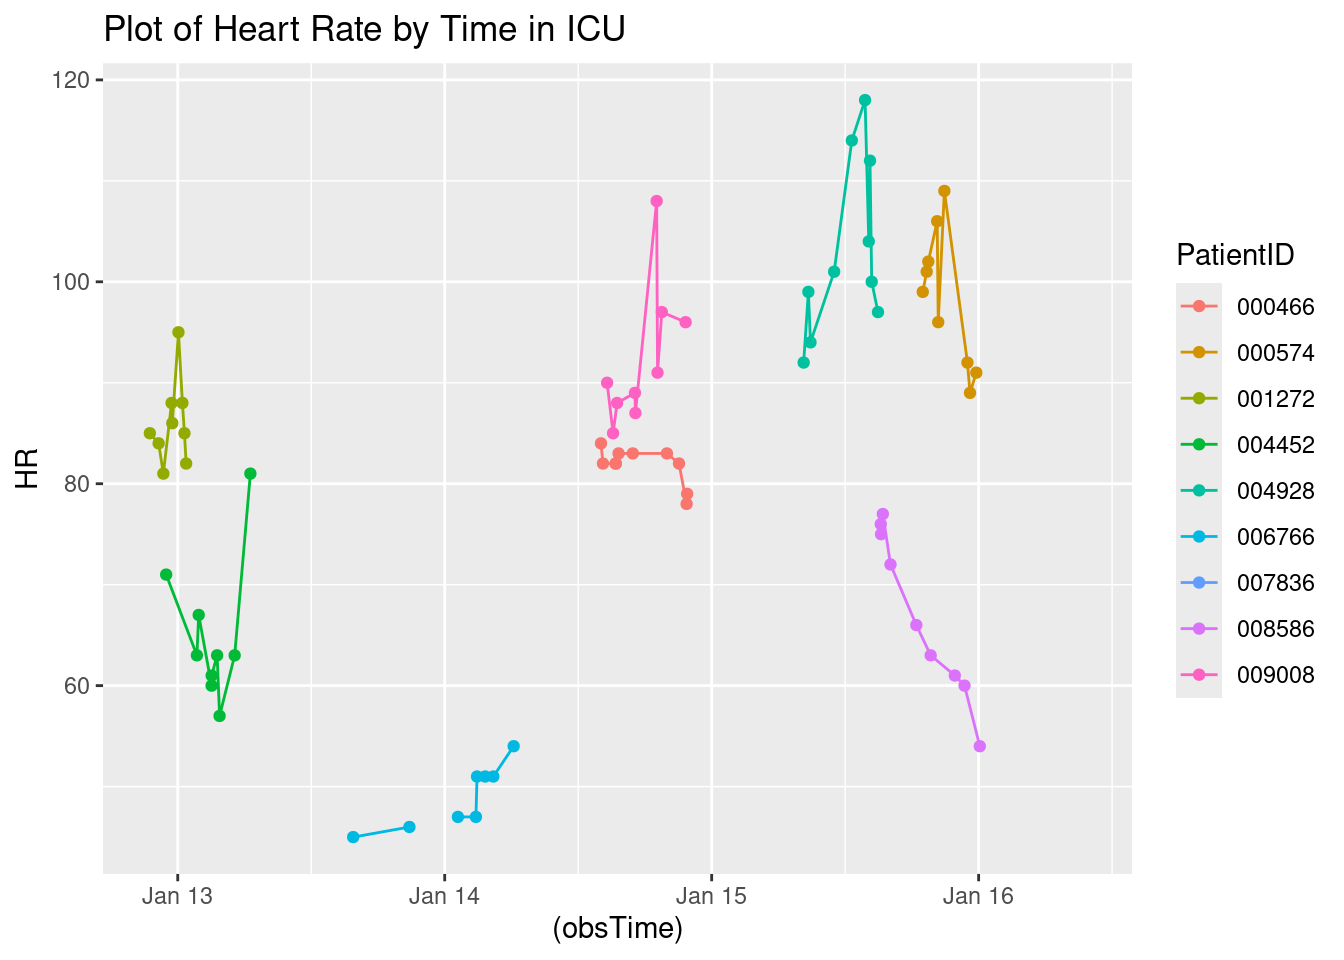 Plot of Heart Rate by Time in ICU
120
100
80
60
HR
Jan 13
Jan 14
Jan 15
Jan 16
(obsTime)
PatientID
000466
000574
001272
004452
004928
006766
007836
008586
009008